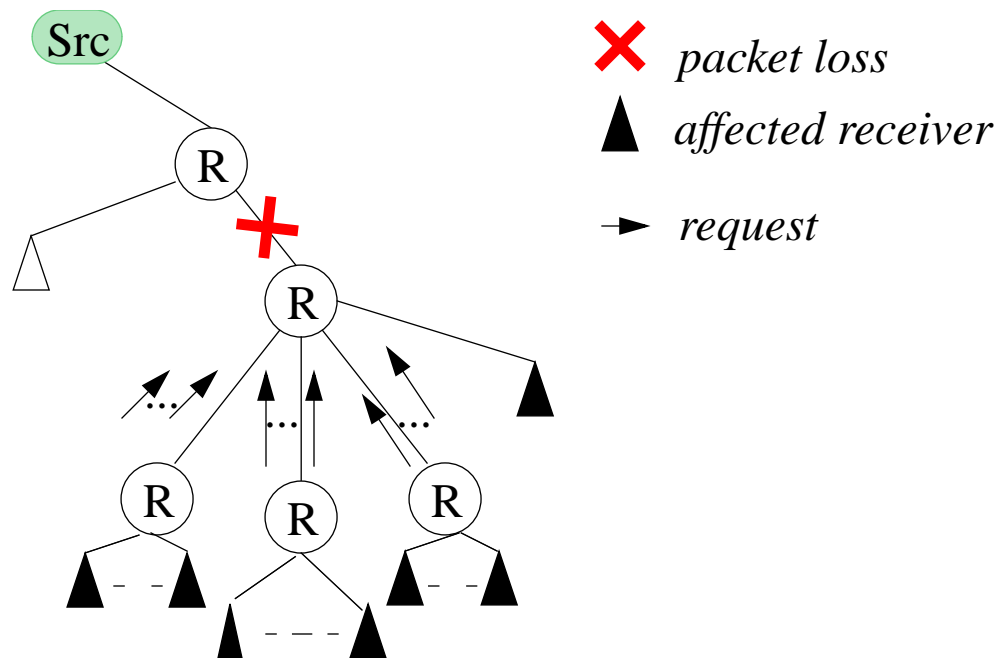 Src
packet loss
affected receiver
R
request
R
...
...
...
R
R
R